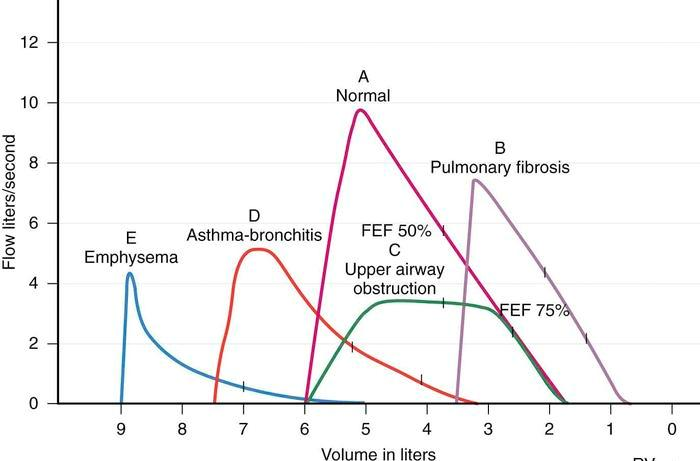 12
10
8
6
4
2
0
Flow liters/second
A
Normal
B
Pulmonary fibrosis
D
Asthma-bronchitis
E
Emphysema
FEF 50%
C
Upper airway
obstruction
FEF 75%
9 8 7 6 5 4 3 2 1 0
Volume in liters